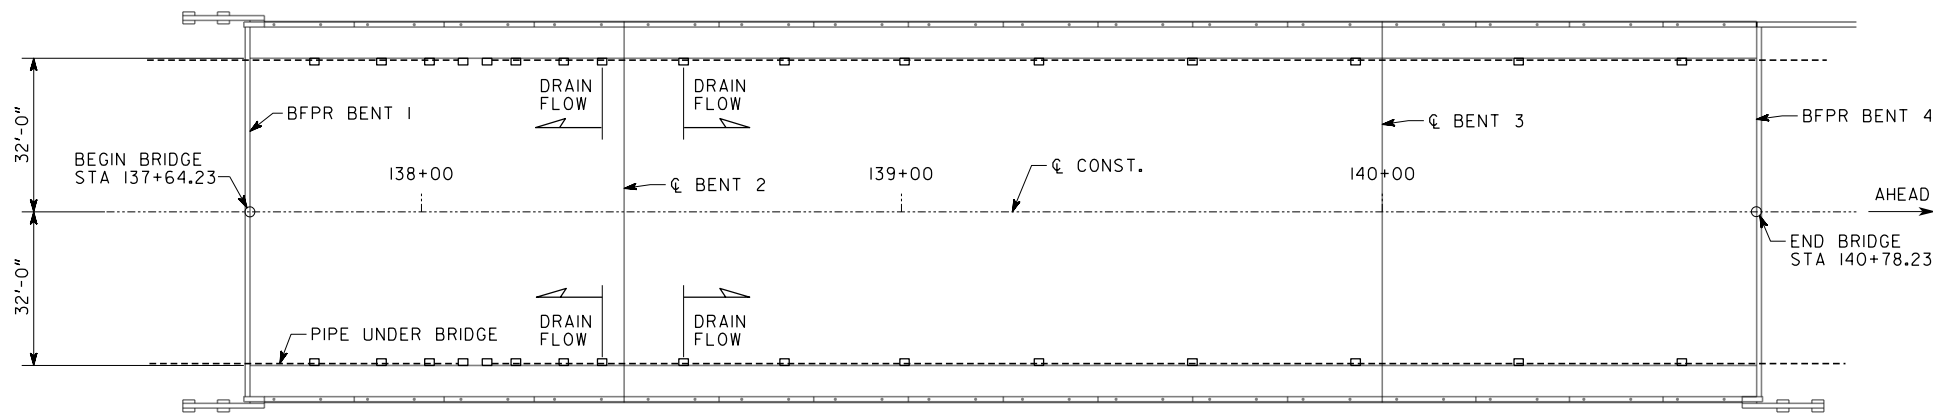 DRAIN
FLOW
DRAIN
FLOW
32'-0"
BFPR BENT 1
℄ BENT 3
BFPR BENT 4
BEGIN BRIDGE
STA 137+64.23
138+00
℄ BENT 2
139+00
℄ CONST.
140+00
AHEAD
END BRIDGE
STA 140+78.23
32'-0"
PIPE UNDER BRIDGE
DRAIN
FLOW
DRAIN
FLOW